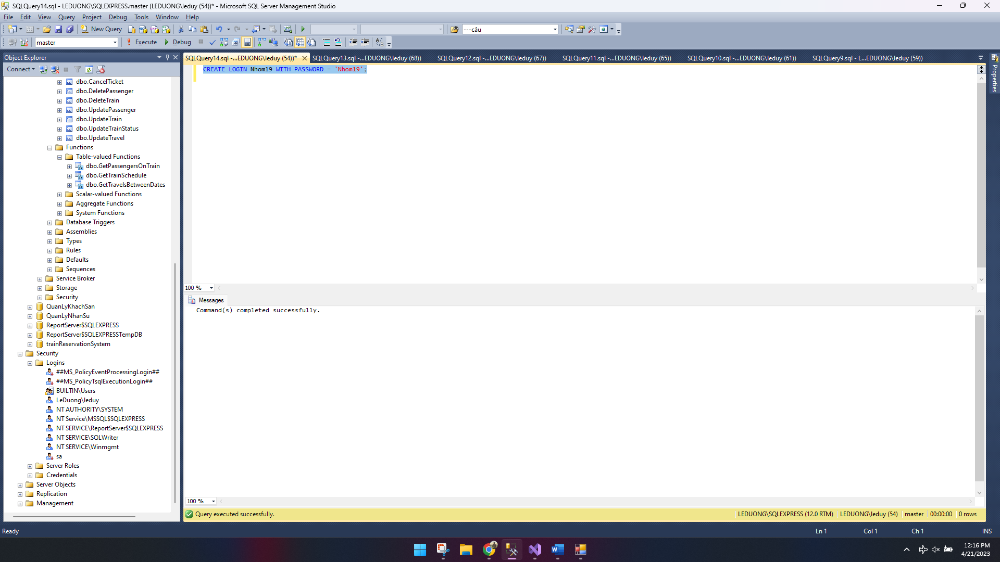 SQLQuery14.sql - LEDUONG\SQLEXPRESS.master (LEDUONG\leduy (54))* - Microsoft SQL Server Management Studio
File Edit View Query Project Debug Tools Window Help
New Query ---câu
master Execute Debug
Object Explorer
Connect
dbo.CancelTicket
dbo.DeletePassenger
dbo.DeleteTrain
dbo.UpdatePassenger
dbo.UpdateTrain
dbo.UpdateTrainStatus
dbo.UpdateTravel
Functions
Table-valued Functions
dbo.GetPassengersOnTrain
dbo.GetTrainSchedule
dbo.GetTravelsBetweenDates
Scalar-valued Functions
Aggregate Functions
System Functions
Database Triggers
Assemblies
Types
Rules
Defaults
Sequences
Service Broker
Storage
Security
QuanLyKhachSan
QuanLyNhanSu
ReportServer$SQLEXPRESS
ReportServer$SQLEXPRESSTempDB
trainReservationSystem
Security
Logins
##MS_PolicyEventProcessingLogin##
##MS_PolicyTsqlExecutionLogin##
BUILTIN\Users
LeDuong\leduy
NT AUTHORITY\SYSTEM
NT Service\MSSQL$SQLEXPRESS
NT SERVICE\ReportServer$SQLEXPRESS
NT SERVICE\SQLWriter
NT SERVICE\Winmgmt
sa
Server Roles
Credentials
Server Objects
Replication
Management
SQLQuery14.sql -...EDUONG\leduy (54))* SQLQuery13.sql -...EDUONG\leduy (68)) SQLQuery12.sql -...EDUONG\leduy (67)) SQLQuery11.sql -...EDUONG\leduy (65)) SQLQuery10.sql -...EDUONG\leduy (61)) SQLQuery9.sql - L...EDUONG\leduy (59))
CREATE LOGIN Nhom19 WITH PASSWORD = 'Nhom19';
100 %
Messages
Command(s) completed successfully.
100 %
Query executed successfully. LEDUONG\SQLEXPRESS (12.0 RTM) LEDUONG\leduy (54) master 00:00:00 0 rows
Properties
Ready Ln 1 Col 1 Ch 1 INS
12:16 PM
4/21/2023